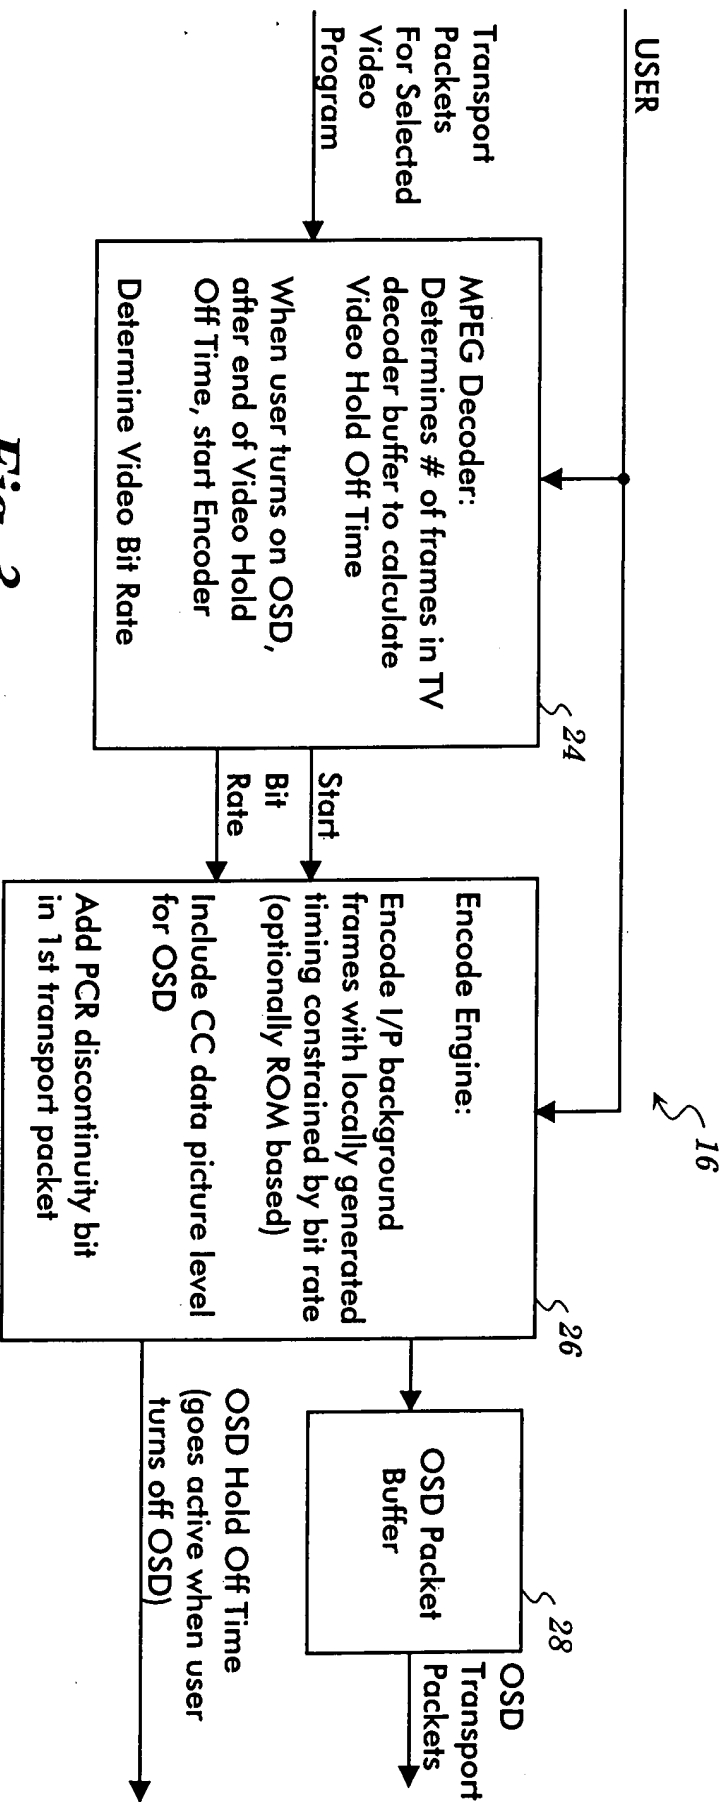 USER
16
Transport
Packets
For Selected
Video
Program
24
MPEG Decoder:
Determines # of frames in TV
decoder buffer to calculate
Video Hold Off Time
When user turns on OSD,
after end of Video Hold
Off Time, start Encoder
Determine Video Bit Rate
Start
Bit
Rate
26
Encode Engine:
Encode I/P background
frames with locally generated
timing constrained by bit rate
(optionally ROM based)
Include CC data picture level
for OSD
Add PCR discontinuity bit
in 1st transport packet
28
OSD Packet
Buffer
OSD
Transport
Packets
OSD Hold Off Time
(goes active when user
turns off OSD)